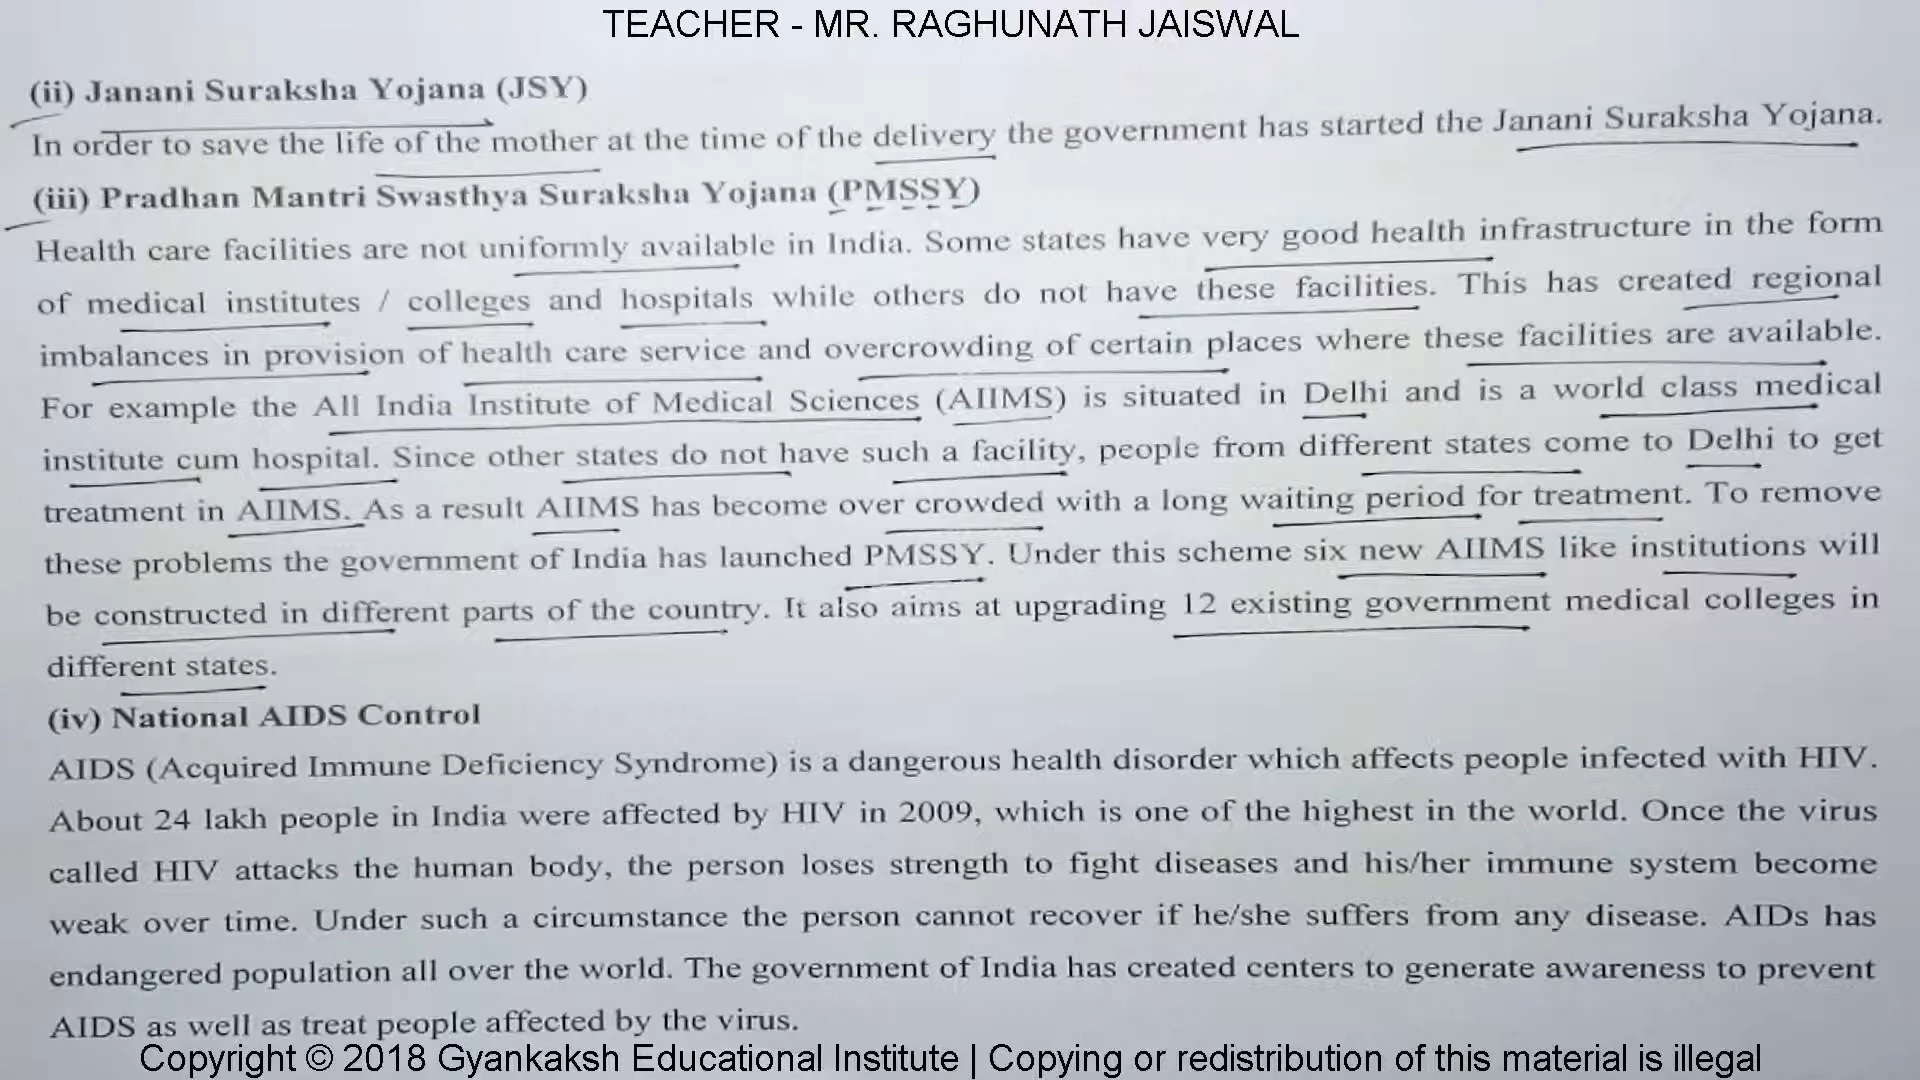 TEACHER - MR. RAGHUNATH JAISWAL
(ii) Janani Suraksha Yojana (JSY)
In order to save the life of the mother at the time of the delivery the government has started the Janani Suraksha Yojana.
(iii) Pradhan Mantri Swasthya Suraksha Yojana (PMSSY)
Health care facilities are not uniformly available in India. Some states have very good health infrastructure in the form
of medical institutes / colleges and hospitals while others do not have these facilities. This has created regional
imbalances in provision of health care service and overcrowding of certain places where these facilities are available.
For example the All India Institute of Medical Sciences (AIIMS) is situated in Delhi and is a world class medical
institute cum hospital. Since other states do not have such a facility, people from different states come to Delhi to get
treatment in AIIMS. As a result AIIMS has become over crowded with a long waiting period for treatment. To remove
these problems the government of India has launched PMSSY. Under this scheme six new AIIMS like institutions will
be constructed in different parts of the country. It also aims at upgrading 12 existing government medical colleges in
different states.
(iv) National AIDS Control
AIDS (Acquired Immune Deficiency Syndrome) is a dangerous health disorder which affects people infected with HIV.
About 24 lakh people in India were affected by HIV in 2009, which is one of the highest in the world. Once the virus
called HIV attacks the human body, the person loses strength to fight diseases and his/her immune system become
weak over time. Under such a circumstance the person cannot recover if he/she suffers from any disease. AIDs has
endangered population all over the world. The government of India has created centers to generate awareness to prevent
AIDS as well as treat people affected by the virus.
Copyright © 2018 Gyankaksh Educational Institute | Copying or redistribution of this material is illegal